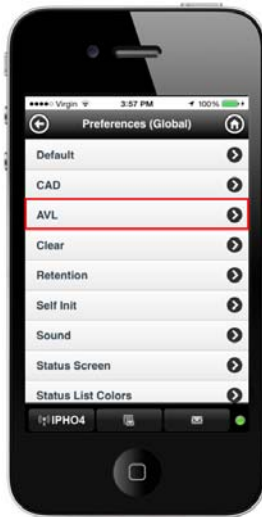 Virgin 3:57 PM 100%
Preferences (Global)
Default
CAD
AVL
Clear
Retention
Self Init
Sound
Status Screen
Status List Colors
IPHO4